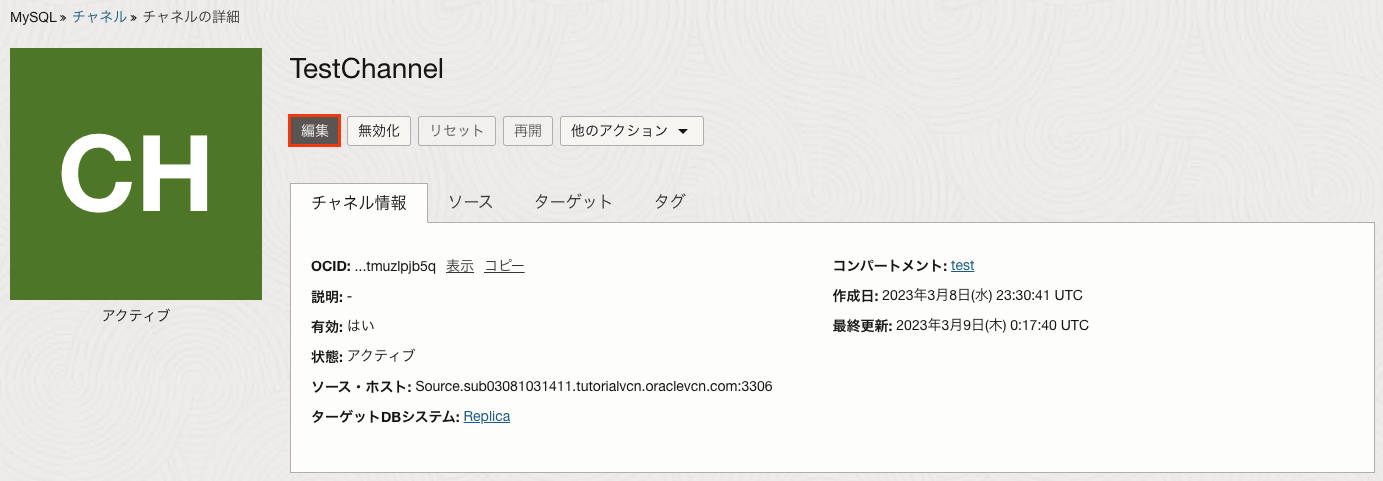 MySQL » チャネル » チャネルの詳細
CH
アクティブ
TestChannel
編集 無効化 リセット 再開 他のアクション
チャネル情報 ソース ターゲット タグ
OCID: ...tmuzlpjb5q 表示 コピー
説明: -
有効: はい
状態: アクティブ
ソース・ホスト: Source.sub03081031411.tutorialvcn.oraclevcn.com:3306
ターゲットDBシステム: Replica
コンパートメント: test
作成日: 2023年3月8日(水) 23:30:41 UTC
最終更新: 2023年3月9日(木) 0:17:40 UTC